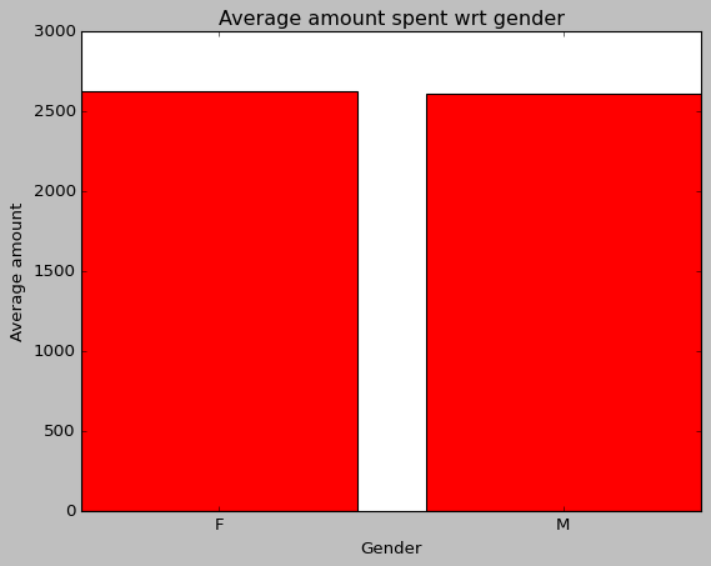 Average amount spent wrt gender
3000
2500
2000
1500
1000
500
0
Average amount
F
M
Gender